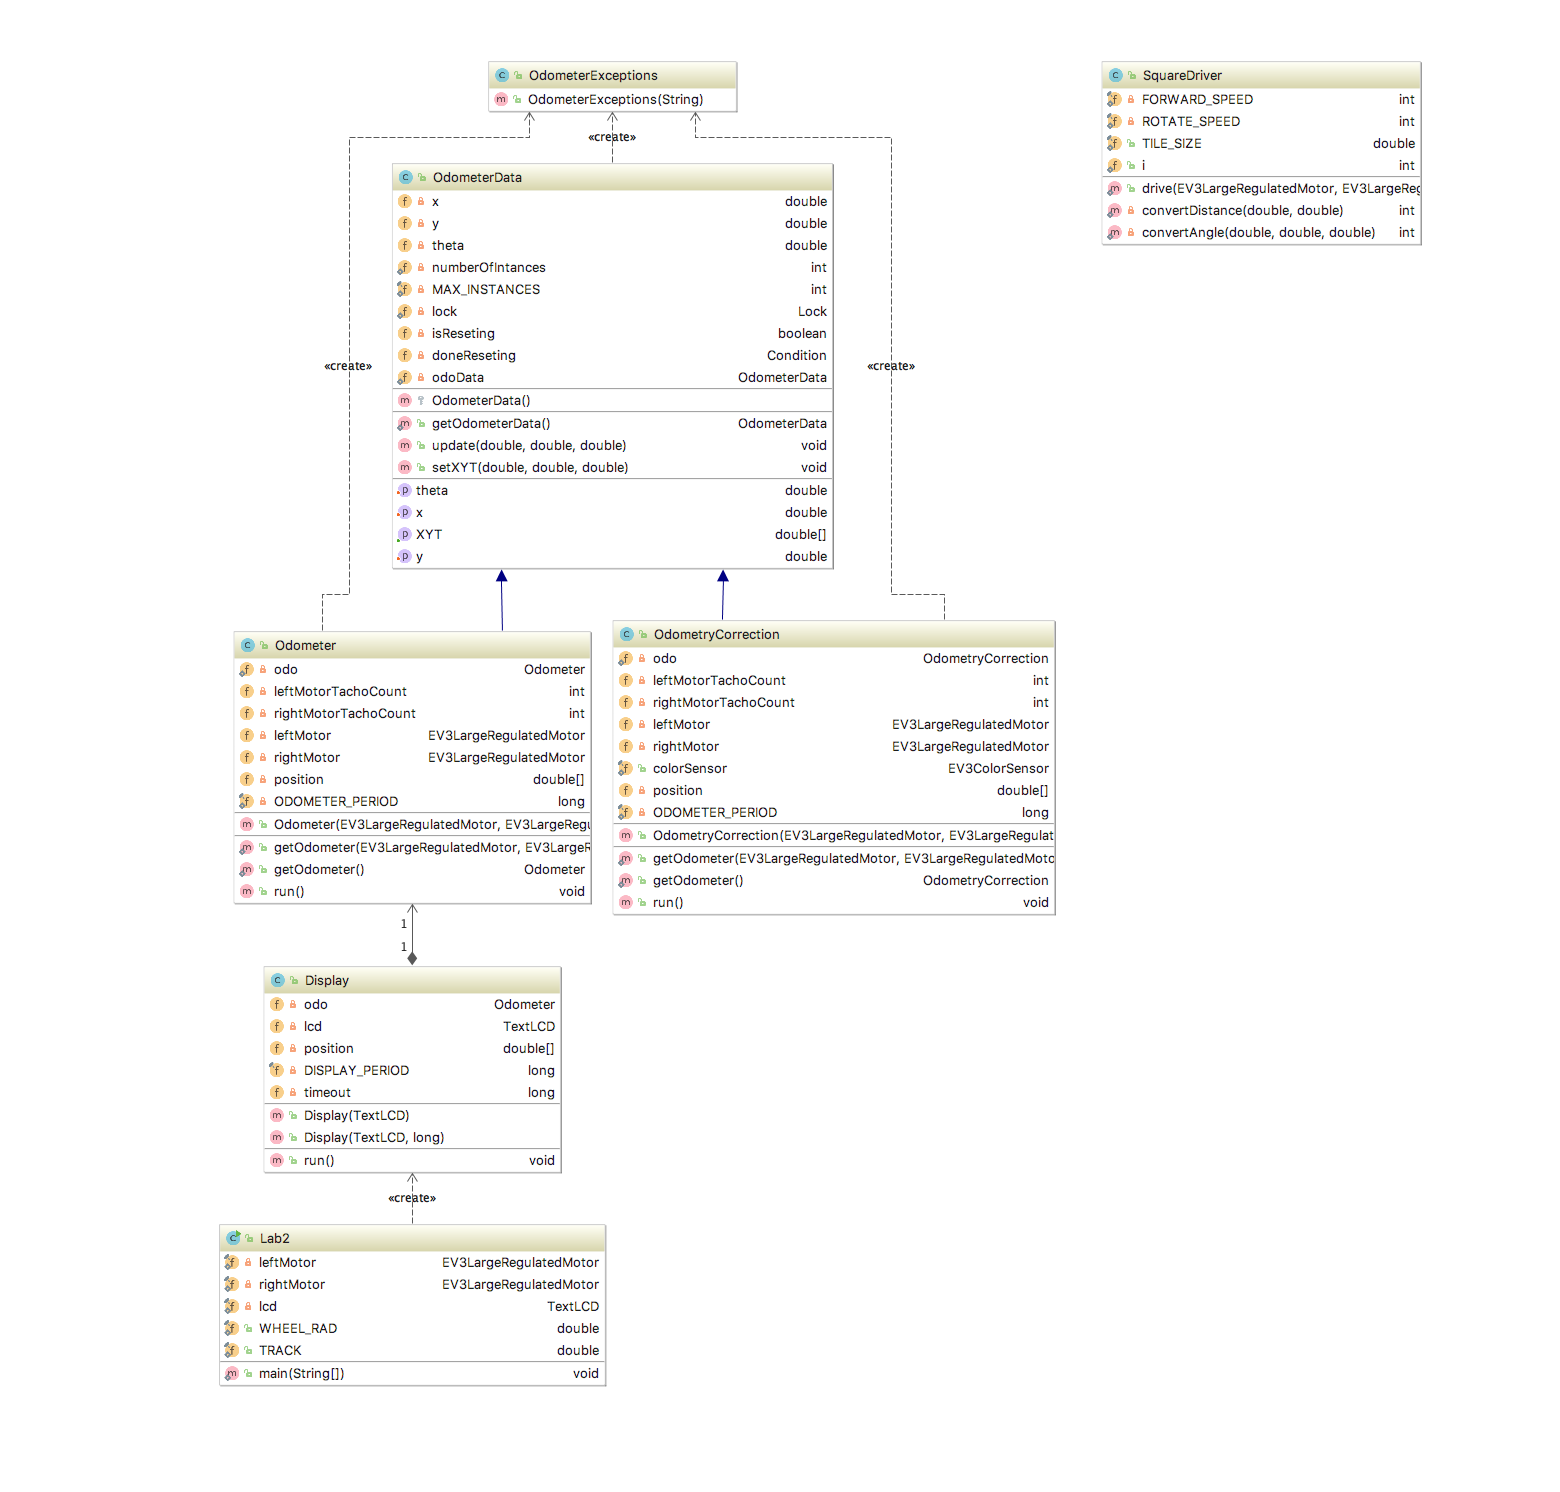 OdometerExceptions
OdometerExceptions(String)
SquareDriver
FORWARD_SPEED int
ROTATE_SPEED int
TILE_SIZE double
i int
drive(EV3LargeRegulatedMotor, EV3LargeReg
convertDistance(double, double) int
convertAngle(double, double, double) int
«create»
OdometerData
x double
y double
theta double
numberOfIntances int
MAX_INSTANCES int
lock Lock
isReseting boolean
doneReseting Condition
odoData OdometerData
OdometerData()
getOdometerData() OdometerData
update(double, double, double) void
setXYT(double, double, double) void
theta double
x double
XYT double[]
y double
«create»
«create»
Odometer
odo Odometer
leftMotorTachoCount int
rightMotorTachoCount int
leftMotor EV3LargeRegulatedMotor
rightMotor EV3LargeRegulatedMotor
position double[]
ODOMETER_PERIOD long
Odometer(EV3LargeRegulatedMotor, EV3LargeRegu
getOdometer(EV3LargeRegulatedMotor, EV3LargeR
getOdometer() Odometer
run() void
OdometryCorrection
odo OdometryCorrection
leftMotorTachoCount int
rightMotorTachoCount int
leftMotor EV3LargeRegulatedMotor
rightMotor EV3LargeRegulatedMotor
colorSensor EV3ColorSensor
position double[]
ODOMETER_PERIOD long
OdometryCorrection(EV3LargeRegulatedMotor, EV3LargeRegulat
getOdometer(EV3LargeRegulatedMotor, EV3LargeRegulatedMoto
getOdometer() OdometryCorrection
run() void
1
1
Display
odo Odometer
lcd TextLCD
position double[]
DISPLAY_PERIOD long
timeout long
Display(TextLCD)
Display(TextLCD, long)
run() void
«create»
Lab2
leftMotor EV3LargeRegulatedMotor
rightMotor EV3LargeRegulatedMotor
lcd TextLCD
WHEEL_RAD double
TRACK double
main(String[]) void